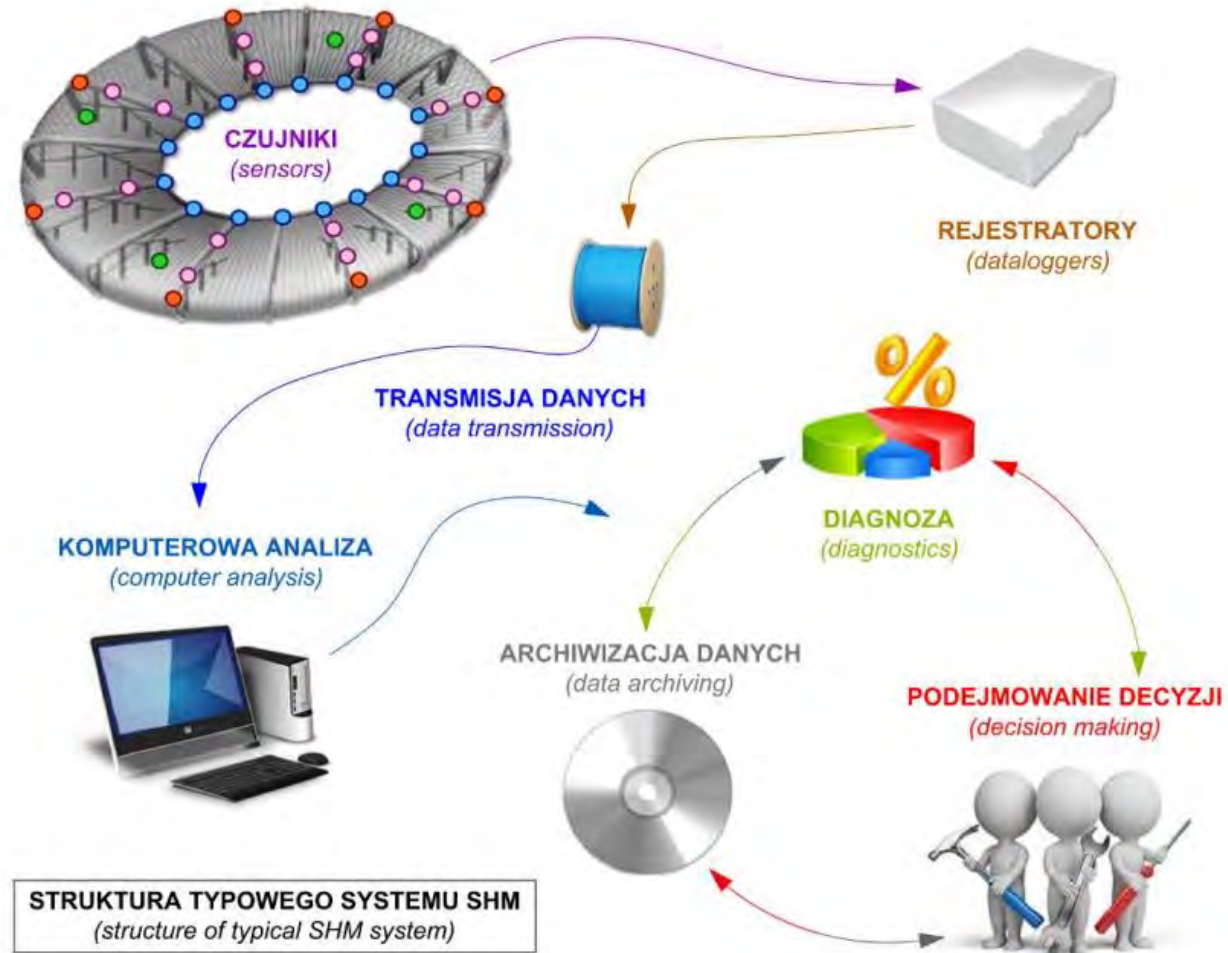 CZUJNIKI
(sensors)
REJESTRATORY
(dataloggers)
TRANSMISJA DANYCH
(data transmission)
%
DIAGNOZA
(diagnostics)
KOMPUTEROWA ANALIZA
(computer analysis)
ARCHIWIZACJA DANYCH
(data archiving)
PODEJMOWANIE DECYZJI
(decision making)
STRUKTURA TYPOWEGO SYSTEMU SHM
(structure of typical SHM system)